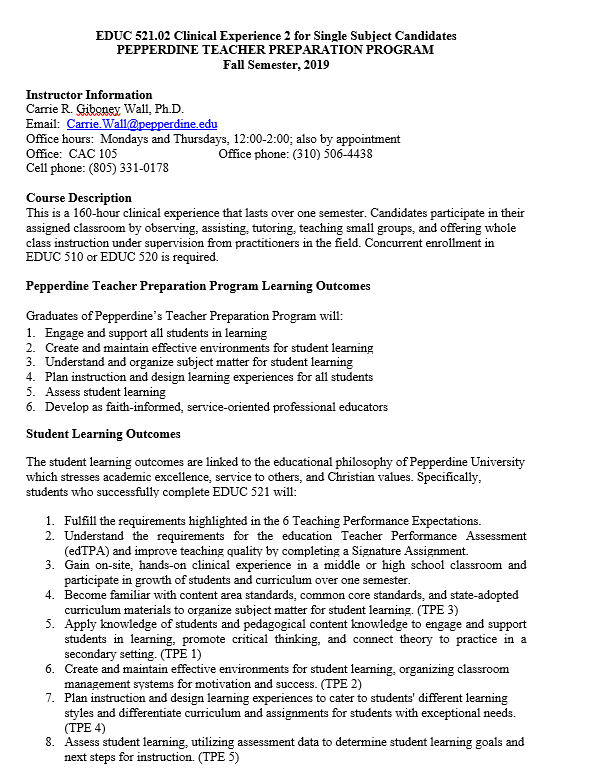 EDUC 521.02 Clinical Experience 2 for Single Subject Candidates
PEPPERDINE TEACHER PREPARATION PROGRAM
Fall Semester, 2019
Instructor Information
Carrie R. Giboney Wall, Ph.D.
Email: Carrie.Wall@pepperdine.edu
Office hours: Mondays and Thursdays, 12:00-2:00; also by appointment
Office: CAC 105 Office phone: (310) 506-4438
Cell phone: (805) 331-0178
Course Description
This is a 160-hour clinical experience that lasts over one semester. Candidates participate in their
assigned classroom by observing, assisting, tutoring, teaching small groups, and offering whole
class instruction under supervision from practitioners in the field. Concurrent enrollment in
EDUC 510 or EDUC 520 is required.
Pepperdine Teacher Preparation Program Learning Outcomes
Graduates of Pepperdine's Teacher Preparation Program will:
1. Engage and support all students in learning
2. Create and maintain effective environments for student learning
3. Understand and organize subject matter for student learning
4. Plan instruction and design learning experiences for all students
5. Assess student learning
6. Develop as faith-informed, service-oriented professional educators
Student Learning Outcomes
The student learning outcomes are linked to the educational philosophy of Pepperdine University
which stresses academic excellence, service to others, and Christian values. Specifically,
students who successfully complete EDUC 521 will:
1. Fulfill the requirements highlighted in the 6 Teaching Performance Expectations.
2. Understand the requirements for the education Teacher Performance Assessment
(edTPA) and improve teaching quality by completing a Signature Assignment.
3. Gain on-site, hands-on clinical experience in a middle or high school classroom and
participate in growth of students and curriculum over one semester.
4. Become familiar with content area standards, common core standards, and state-adopted
curriculum materials to organize subject matter for student learning. (TPE 3)
5. Apply knowledge of students and pedagogical content knowledge to engage and support
students in learning, promote critical thinking, and connect theory to practice in a
secondary setting. (TPE 1)
6. Create and maintain effective environments for student learning, organizing classroom
management systems for motivation and success. (TPE 2)
7. Plan instruction and design learning experiences to cater to students' different learning
styles and differentiate curriculum and assignments for students with exceptional needs.
(TPE 4)
8. Assess student learning, utilizing assessment data to determine student learning goals and
next steps for instruction. (TPE 5)